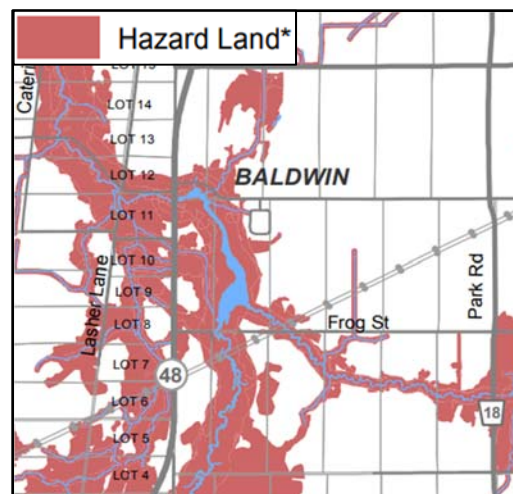 Hazard Land*
Cateri
LOT 14
LOT 13
LOT 12
BALDWIN
LOT 11
LOT 10
LOT 9
Park Rd
Lasher Lane
LOT 8
Frog St
LOT 7
48
LOT 6
18
LOT 5
LOT 4